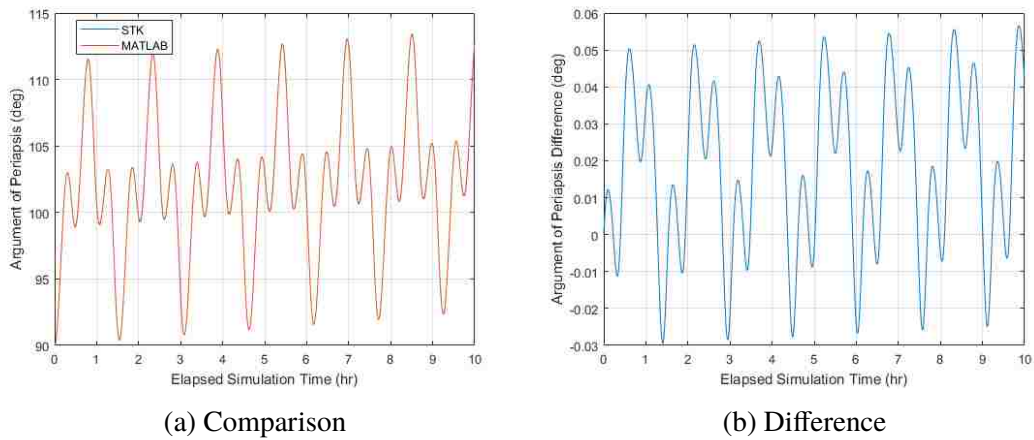 115
110
105
100
95
90
Argument of Periapsis (deg)
STK
MATLAB
0 1 2 3 4 5 6 7 8 9 10
Elapsed Simulation Time (hr)
(a) Comparison
0.06
0.05
0.04
0.03
0.02
0.01
0
-0.01
-0.02
-0.03
Argument of Periapsis Difference (deg)
0 1 2 3 4 5 6 7 8 9 10
Elapsed Simulation Time (hr)
(b) Difference